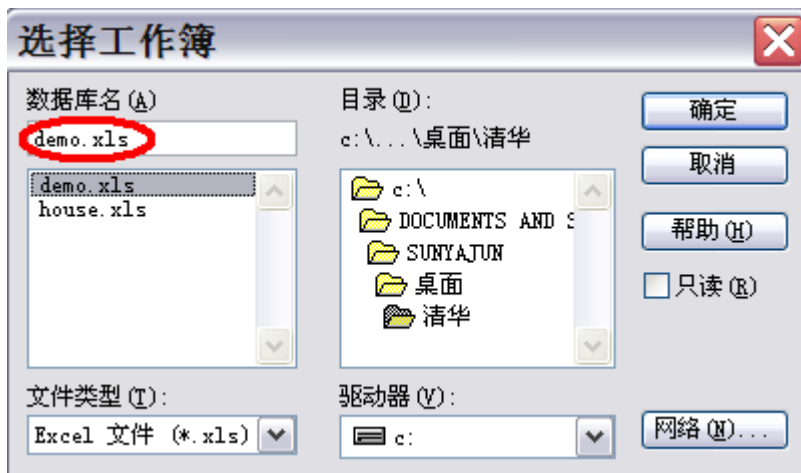 选择工作簿
数据库名(A)
demo.xls
demo.xls
house.xls
文件类型(T):
Excel 文件 (*.xls)
目录(D):
c:\...\桌面\清华
c:\
DOCUMENTS AND S
SUNYAJUN
桌面
清华
驱动器(V):
c:
确定
取消
帮助(H)
只读(R)
网络(N)...